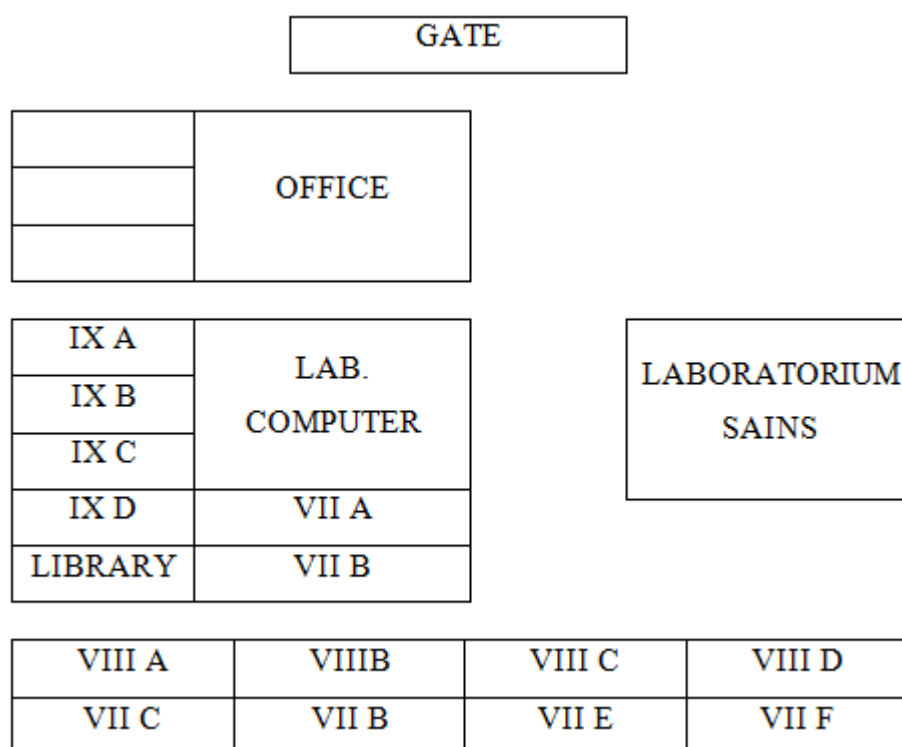 GATE
OFFICE
IX A
LAB.
COMPUTER
IX B
IX C
LABORATORIUM
SAINS
IX D
VII A
LIBRARY
VII B
VIII A
VIIIB
VIII C
VIII D
VII C
VII B
VII E
VII F